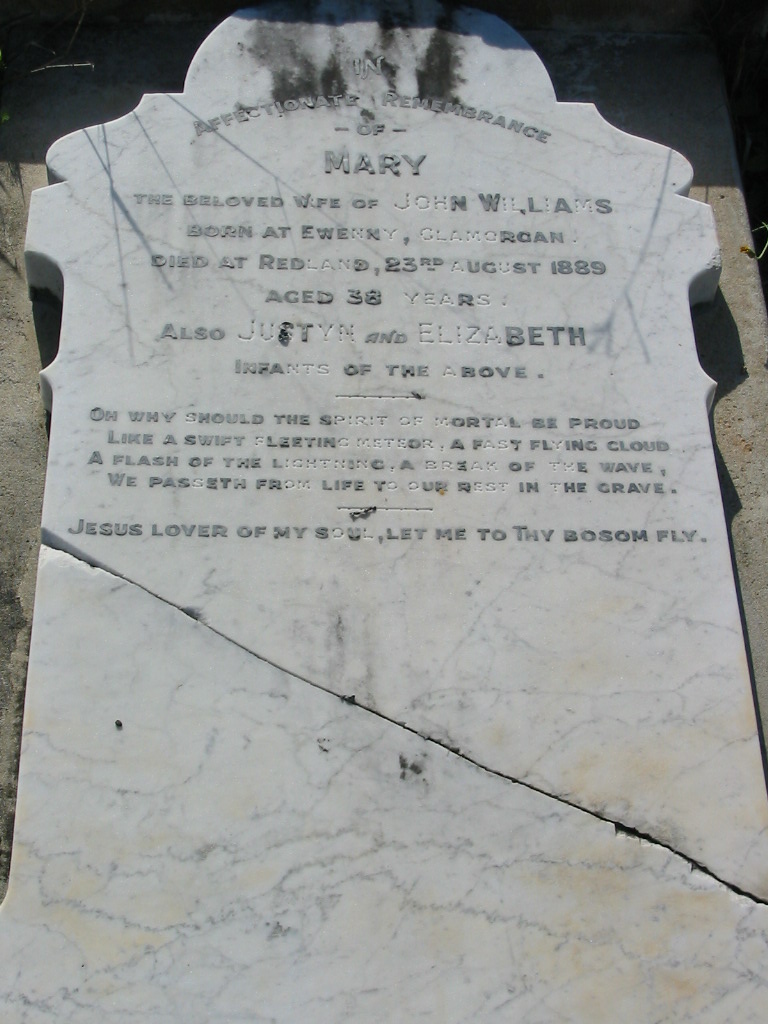 IN
AFFECTIONATE REMEMBRANCE
- OF -
MARY
THE BELOVED WIFE OF JOHN WILLIAMS
BORN AT EWENNY, GLAMORGAN.
DIED AT REDLAND, 23RD AUGUST 1889
AGED 38 YEARS.
ALSO JUSTYN AND ELIZABETH
INFANTS OF THE ABOVE.
OH WHY SHOULD THE SPIRIT OF MORTAL BE PROUD
LIKE A SWIFT FLEETING METEOR, A FAST FLYING CLOUD
A FLASH OF THE LIGHTNING, A BREAK OF THE WAVE,
WE PASSETH FROM LIFE TO OUR REST IN THE GRAVE.
JESUS LOVER OF MY SOUL, LET ME TO THY BOSOM FLY.